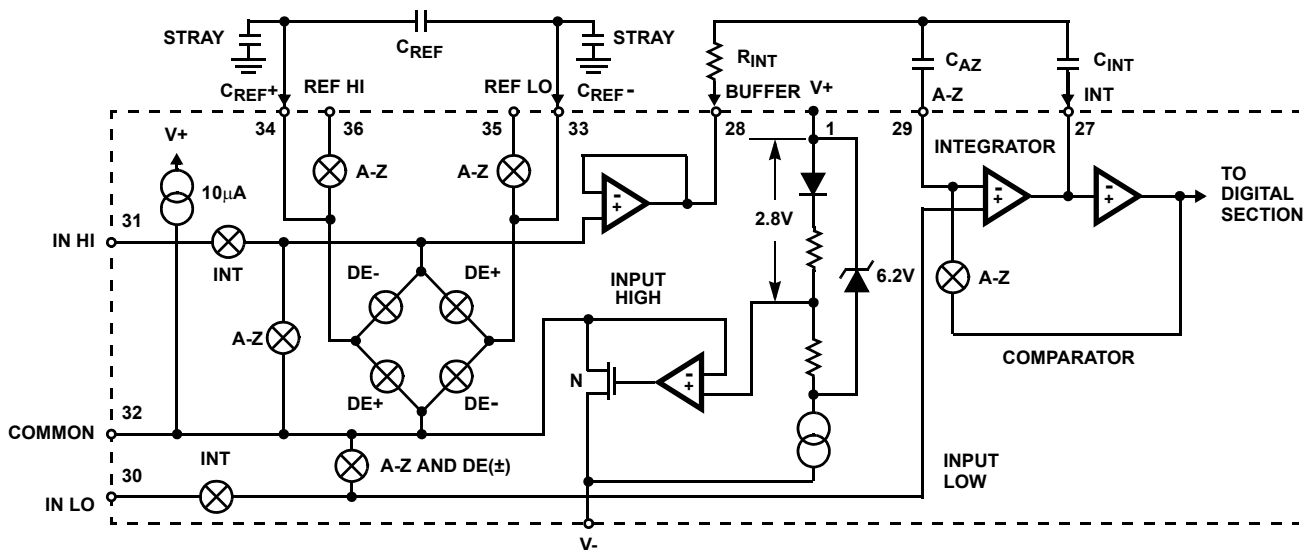 STRAY
CREF
STRAY
RINT
CAZ
CINT
CREF+
REF HI
REF LO
CREF-
BUFFER
V+
A-Z
INT
34
36
35
33
28
1
29
27
V+
10µA
A-Z
A-Z
INTEGRATOR
-
+
-
+
-
+
TO
DIGITAL
SECTION
31
IN HI
INT
2.8V
DE-
DE+
INPUT
HIGH
6.2V
A-Z
A-Z
COMPARATOR
DE+
DE-
N
-
+
32
COMMON
INT
A-Z AND DE(±)
30
IN LO
INPUT
LOW
V-